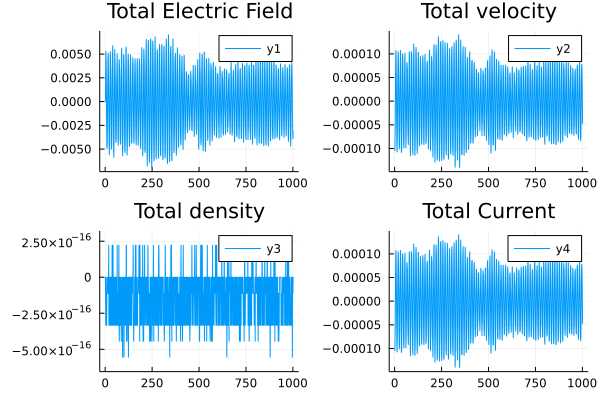 Total Electric Field
y1
0.0050
0.0025
0.0000
−0.0025
−0.0050
0 250 500 750 1000
Total velocity
y2
0.00010
0.00005
0.00000
−0.00005
−0.00010
0 250 500 750 1000
Total density
y3
2.50×10⁻¹⁶
0
−2.50×10⁻¹⁶
−5.00×10⁻¹⁶
0 250 500 750 1000
Total Current
y4
0.00010
0.00005
0.00000
−0.00005
−0.00010
0 250 500 750 1000